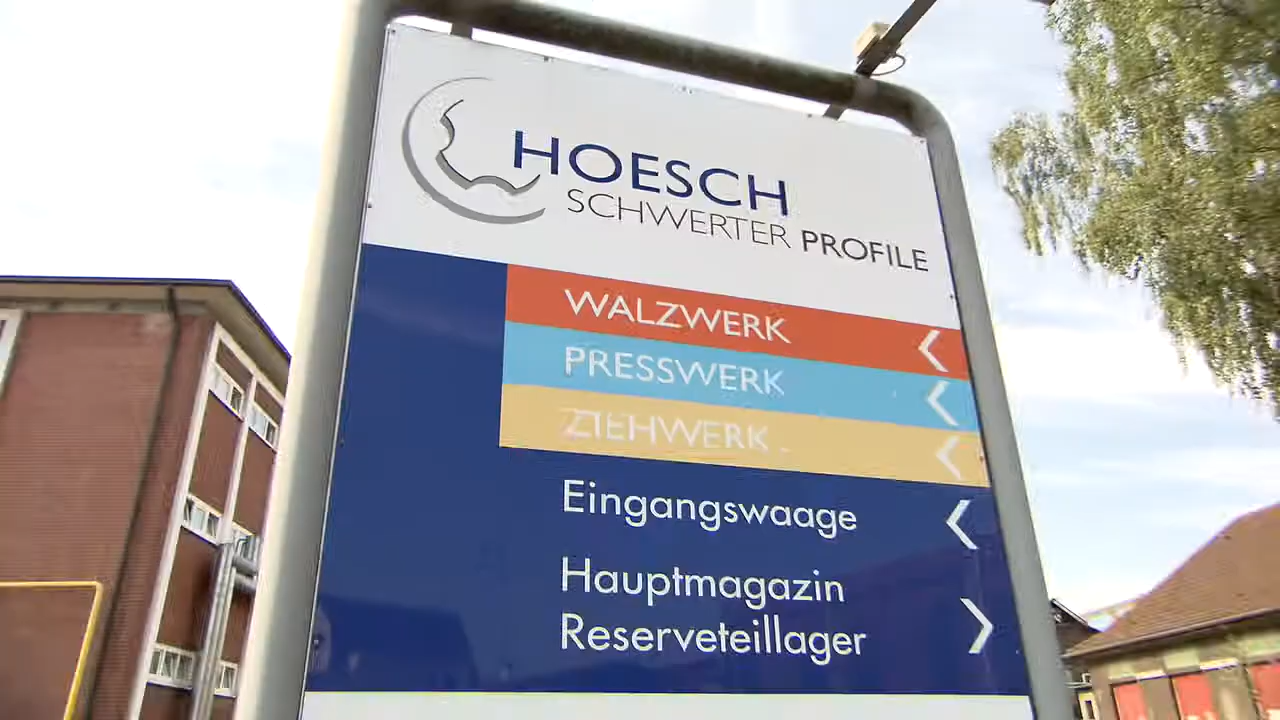 HOESCH
SCHWERTER PROFILE
WALZWERK
PRESSWERK
ZIEHWERK
Eingangswaage
Hauptmagazin
Reserveteillager